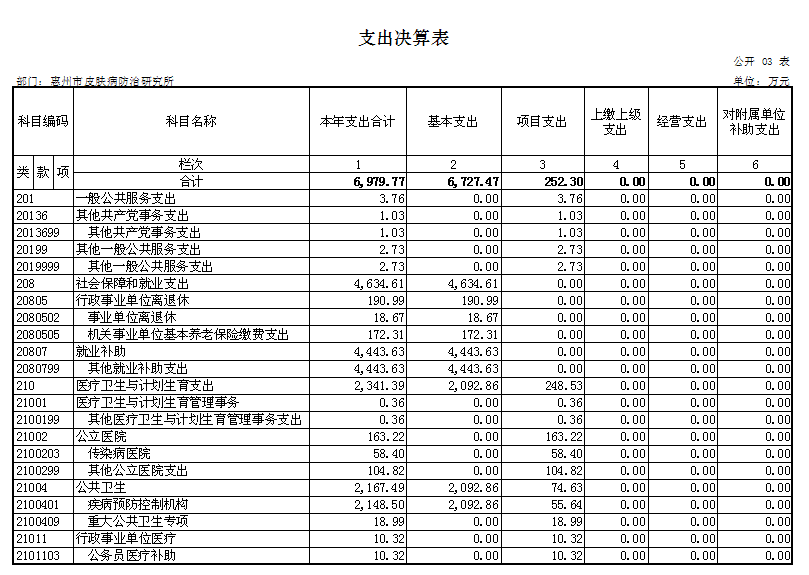 支出决算表
公开 03 表
部门：惠州市皮肤病防治研究所 单位：万元
科目编码 科目名称 本年支出合计 基本支出 项目支出 上缴上级支出 经营支出 对附属单位补助支出
类 款 项 栏次 1 2 3 4 5 6
合计 6,979.77 6,727.47 252.30 0.00 0.00 0.00
201 一般公共服务支出 3.76 0.00 3.76 0.00 0.00 0.00
20136 其他共产党事务支出 1.03 0.00 1.03 0.00 0.00 0.00
2013699 其他共产党事务支出 1.03 0.00 1.03 0.00 0.00 0.00
20199 其他一般公共服务支出 2.73 0.00 2.73 0.00 0.00 0.00
2019999 其他一般公共服务支出 2.73 0.00 2.73 0.00 0.00 0.00
208 社会保障和就业支出 4,634.61 4,634.61 0.00 0.00 0.00 0.00
20805 行政事业单位离退休 190.99 190.99 0.00 0.00 0.00 0.00
2080502 事业单位离退休 18.67 18.67 0.00 0.00 0.00 0.00
2080505 机关事业单位基本养老保险缴费支出 172.31 172.31 0.00 0.00 0.00 0.00
20807 就业补助 4,443.63 4,443.63 0.00 0.00 0.00 0.00
2080799 其他就业补助支出 4,443.63 4,443.63 0.00 0.00 0.00 0.00
210 医疗卫生与计划生育支出 2,341.39 2,092.86 248.53 0.00 0.00 0.00
21001 医疗卫生与计划生育管理事务 0.36 0.00 0.36 0.00 0.00 0.00
2100199 其他医疗卫生与计划生育管理事务支出 0.36 0.00 0.36 0.00 0.00 0.00
21002 公立医院 163.22 0.00 163.22 0.00 0.00 0.00
2100203 传染病医院 58.40 0.00 58.40 0.00 0.00 0.00
2100299 其他公立医院支出 104.82 0.00 104.82 0.00 0.00 0.00
21004 公共卫生 2,167.49 2,092.86 74.63 0.00 0.00 0.00
2100401 疾病预防控制机构 2,148.50 2,092.86 55.64 0.00 0.00 0.00
2100409 重大公共卫生专项 18.99 0.00 18.99 0.00 0.00 0.00
21011 行政事业单位医疗 10.32 0.00 10.32 0.00 0.00 0.00
2101103 公务员医疗补助 10.32 0.00 10.32 0.00 0.00 0.00